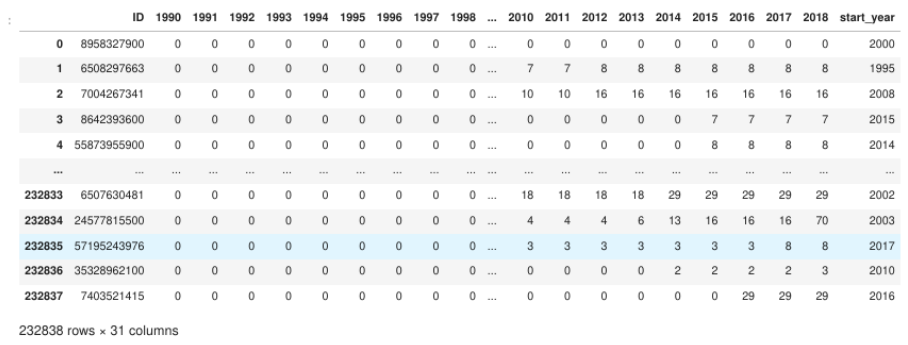 :
ID 1990 1991 1992 1993 1994 1995 1996 1997 1998 ... 2010 2011 2012 2013 2014 2015 2016 2017 2018 start_year
0 8958327900 0 0 0 0 0 0 0 0 0 ... 0 0 0 0 0 0 0 0 0 2000
1 6508297663 0 0 0 0 0 0 0 0 0 ... 7 7 8 8 8 8 8 8 8 1995
2 7004267341 0 0 0 0 0 0 0 0 0 ... 10 10 16 16 16 16 16 16 16 2008
3 8642393600 0 0 0 0 0 0 0 0 0 ... 0 0 0 0 0 7 7 7 7 2015
4 55873955900 0 0 0 0 0 0 0 0 0 ... 0 0 0 0 0 8 8 8 8 2014
... ... ... ... ... ... ... ... ... ... ... ... ... ... ... ... ... ... ... ... ... ...
232833 6507630481 0 0 0 0 0 0 0 0 0 ... 18 18 18 18 29 29 29 29 29 2002
232834 24577815500 0 0 0 0 0 0 0 0 0 ... 4 4 4 6 13 16 16 16 70 2003
232835 57195243976 0 0 0 0 0 0 0 0 0 ... 3 3 3 3 3 3 3 8 8 2017
232836 35328962100 0 0 0 0 0 0 0 0 0 ... 0 0 0 0 2 2 2 2 3 2010
232837 7403521415 0 0 0 0 0 0 0 0 0 ... 0 0 0 0 0 0 29 29 29 2016
232838 rows × 31 columns